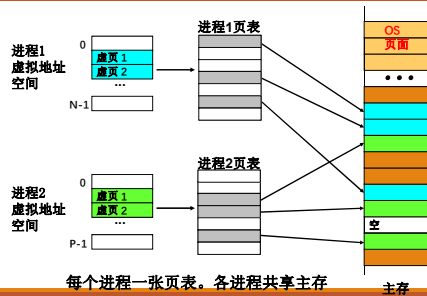 进程1
虚拟地址
空间
0
虚页 1
虚页 2
...
N-1
进程1页表
OS
页面
...
进程2
虚拟地址
空间
0
虚页 1
虚页 2
...
P-1
进程2页表
空
每个进程一张页表。各进程共享主存
主存